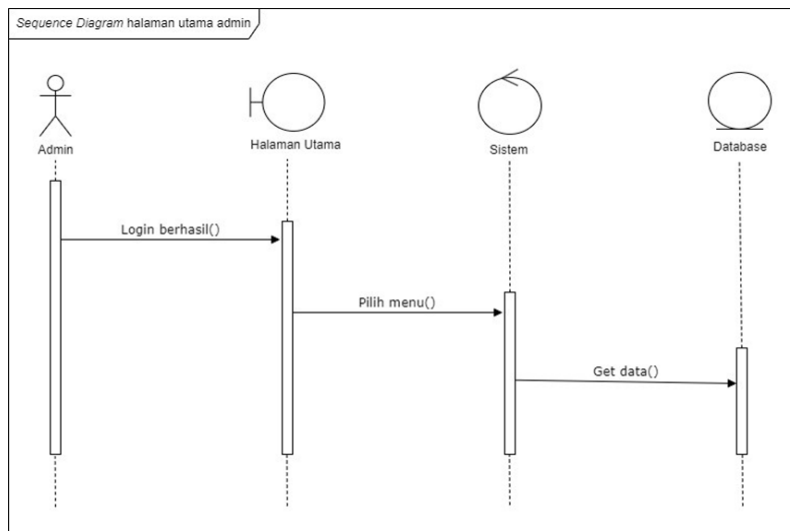 Sequence Diagram halaman utama admin
Admin
Halaman Utama
Sistem
Database
Login berhasil()
Pilih menu()
Get data()